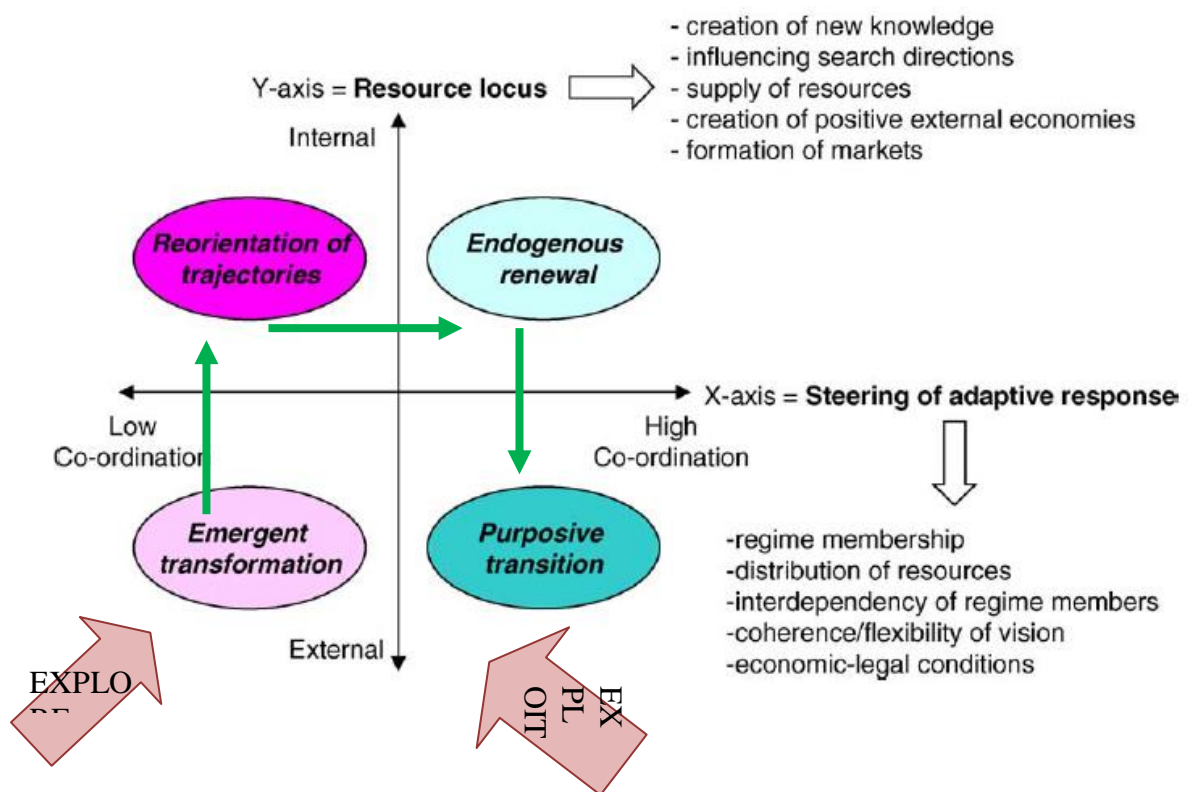 - creation of new knowledge
- influencing search directions
Y-axis = Resource locus
- supply of resources
- creation of positive external economies
Internal
- formation of markets
Reorientation of
trajectories
Endogenous
renewal
X-axis = Steering of adaptive response
Low
Co-ordination
High
Co-ordination
Emergent
transformation
Purposive
transition
-regime membership
-distribution of resources
-interdependency of regime members
-coherence/flexibility of vision
-economic-legal conditions
External
EXPLO
RE
EX
PL
OIT